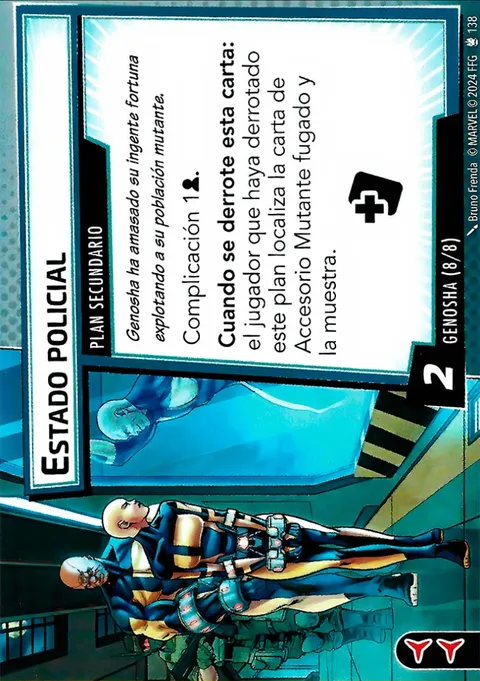 ESTADO POLICIAL
PLAN SECUNDARIO
Genosha ha amasado su ingente fortuna
explotando a su población mutante.
Complicación 1.
Cuando se derrote esta carta:
el jugador que haya derrotado
este plan localiza la carta de
Accesorio Mutante fugado y
la muestra.
2
GENOSHA (8/8)
Bruno Frenda © MARVEL © 2024 FFG 138